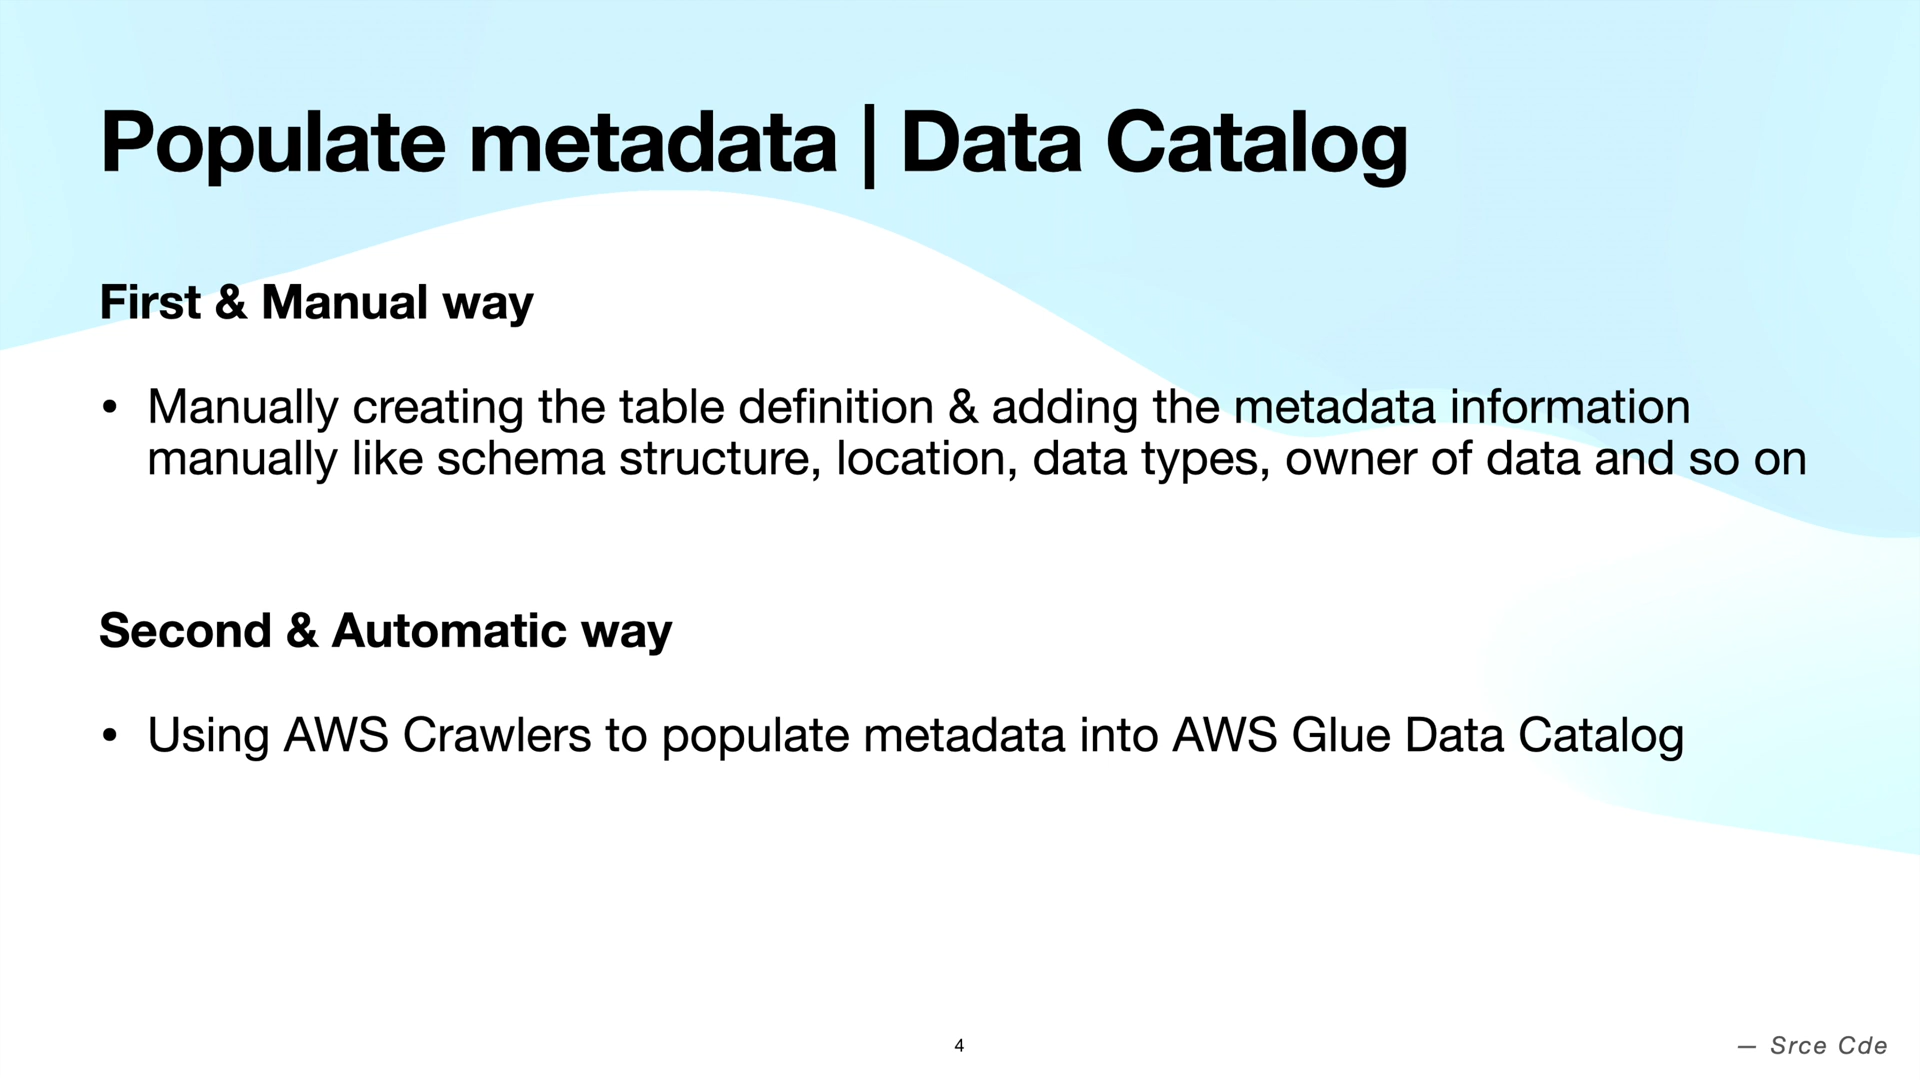 Populate metadata | Data Catalog
First & Manual way
• Manually creating the table definition & adding the metadata information
manually like schema structure, location, data types, owner of data and so on
Second & Automatic way
• Using AWS Crawlers to populate metadata into AWS Glue Data Catalog
4
— Srce Cde